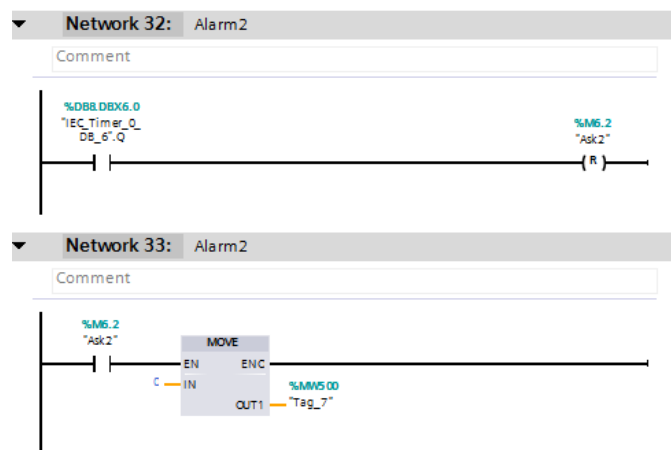 Network 32: Alarm2
Comment
%DB8.DBX6.0
"IEC_Timer_0_
DB_6".Q
%M6.2
"Ask2"
R
Network 33: Alarm2
Comment
%M6.2
"Ask2"
MOVE
EN ENO
IN
%MW500
OUT1 "Tag_7"